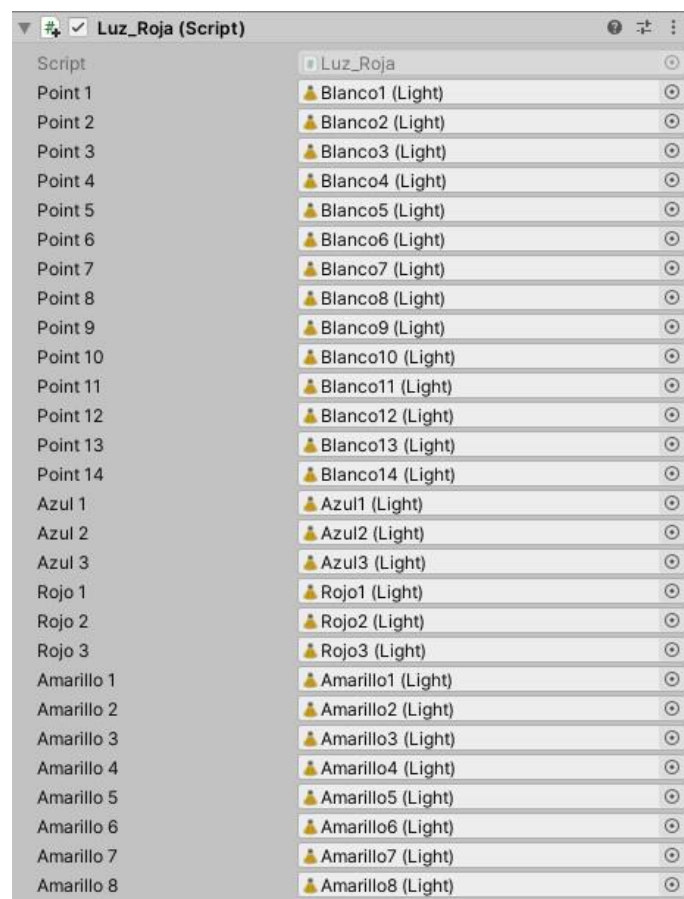 Luz_Roja (Script)
Script Luz_Roja
Point 1 Blanco1 (Light)
Point 2 Blanco2 (Light)
Point 3 Blanco3 (Light)
Point 4 Blanco4 (Light)
Point 5 Blanco5 (Light)
Point 6 Blanco6 (Light)
Point 7 Blanco7 (Light)
Point 8 Blanco8 (Light)
Point 9 Blanco9 (Light)
Point 10 Blanco10 (Light)
Point 11 Blanco11 (Light)
Point 12 Blanco12 (Light)
Point 13 Blanco13 (Light)
Point 14 Blanco14 (Light)
Azul 1 Azul1 (Light)
Azul 2 Azul2 (Light)
Azul 3 Azul3 (Light)
Rojo 1 Rojo1 (Light)
Rojo 2 Rojo2 (Light)
Rojo 3 Rojo3 (Light)
Amarillo 1 Amarillo1 (Light)
Amarillo 2 Amarillo2 (Light)
Amarillo 3 Amarillo3 (Light)
Amarillo 4 Amarillo4 (Light)
Amarillo 5 Amarillo5 (Light)
Amarillo 6 Amarillo6 (Light)
Amarillo 7 Amarillo7 (Light)
Amarillo 8 Amarillo8 (Light)